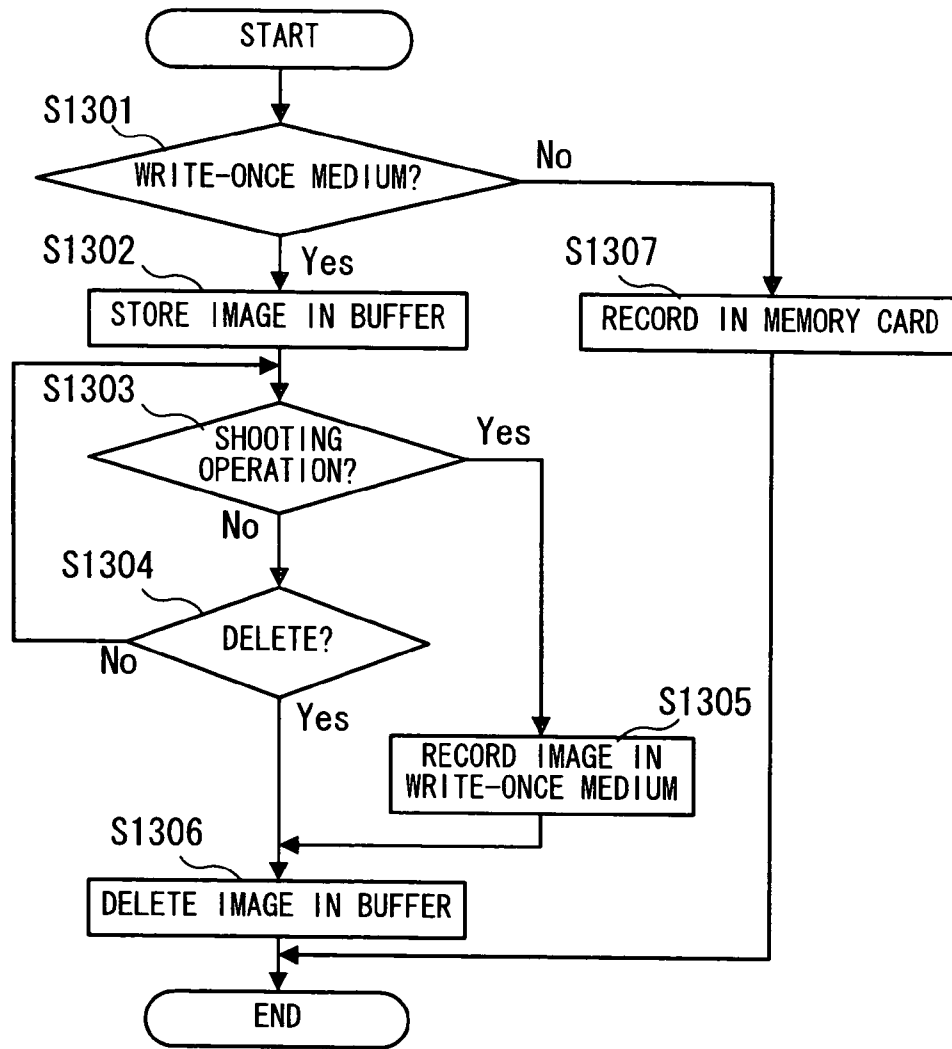 START
S1301
WRITE-ONCE MEDIUM?
No
Yes
S1302
STORE IMAGE IN BUFFER
S1307
RECORD IN MEMORY CARD
S1303
SHOOTING
OPERATION?
Yes
No
S1304
DELETE?
No
Yes
S1305
RECORD IMAGE IN
WRITE-ONCE MEDIUM
S1306
DELETE IMAGE IN BUFFER
END